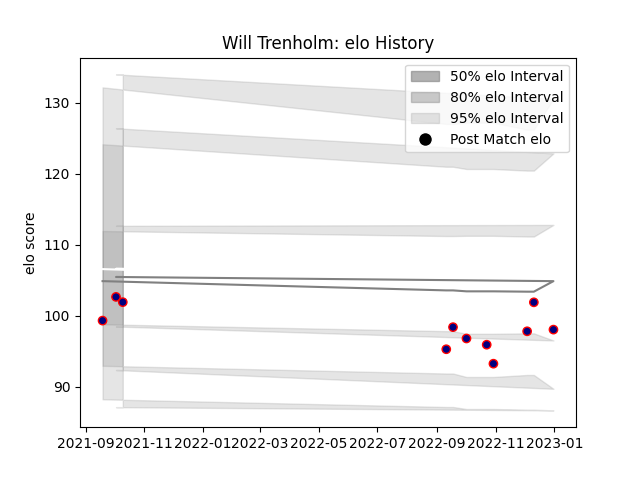 Will Trenholm: elo History
50% elo Interval
80% elo Interval
95% elo Interval
Post Match elo
elo score
130
120
110
100
90
2021-09 2021-11 2022-01 2022-03 2022-05 2022-07 2022-09 2022-11 2023-01